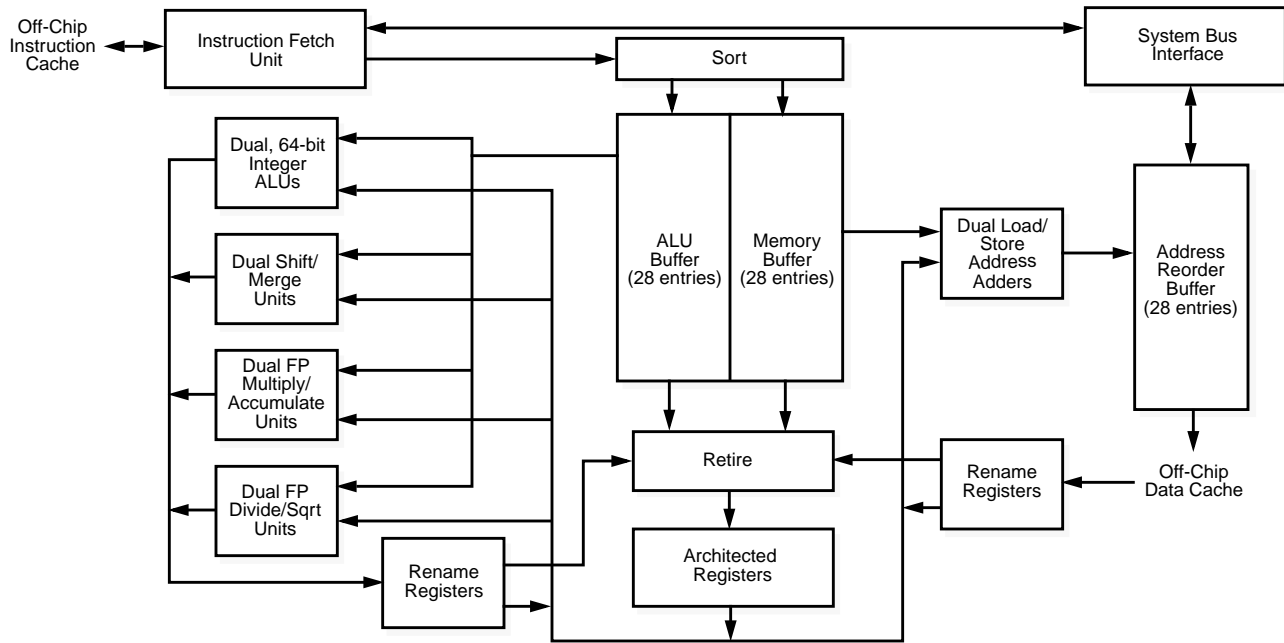 Off-Chip
Instruction
Cache
Instruction Fetch
Unit
Sort
System Bus
Interface
Dual, 64-bit
Integer
ALUs
Dual Shift/
Merge
Units
Dual FP
Multiply/
Accumulate
Units
Dual FP
Divide/Sqrt
Units
ALU
Buffer
(28 entries)
Memory
Buffer
(28 entries)
Dual Load/
Store
Address
Adders
Address
Reorder
Buffer
(28 entries)
Retire
Rename
Registers
Off-Chip
Data Cache
Rename
Registers
Architected
Registers